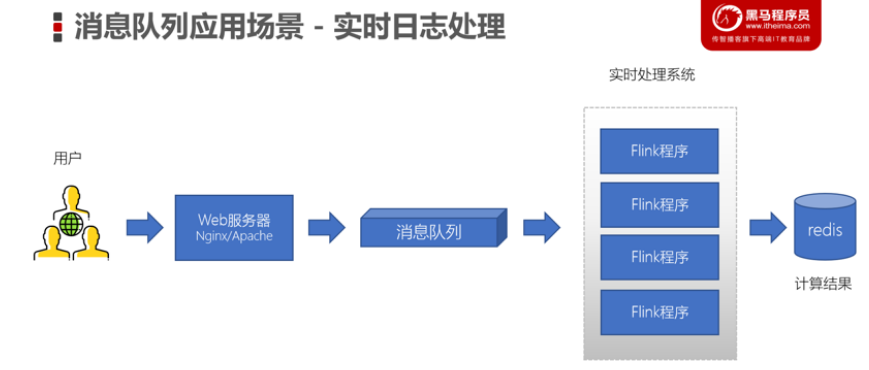 消息队列应用场景 - 实时日志处理
黑马程序员
www.itheima.com
传智播客旗下高端IT教育品牌
实时处理系统
用户
Web服务器
Nginx/Apache
消息队列
Flink程序
Flink程序
Flink程序
Flink程序
redis
计算结果